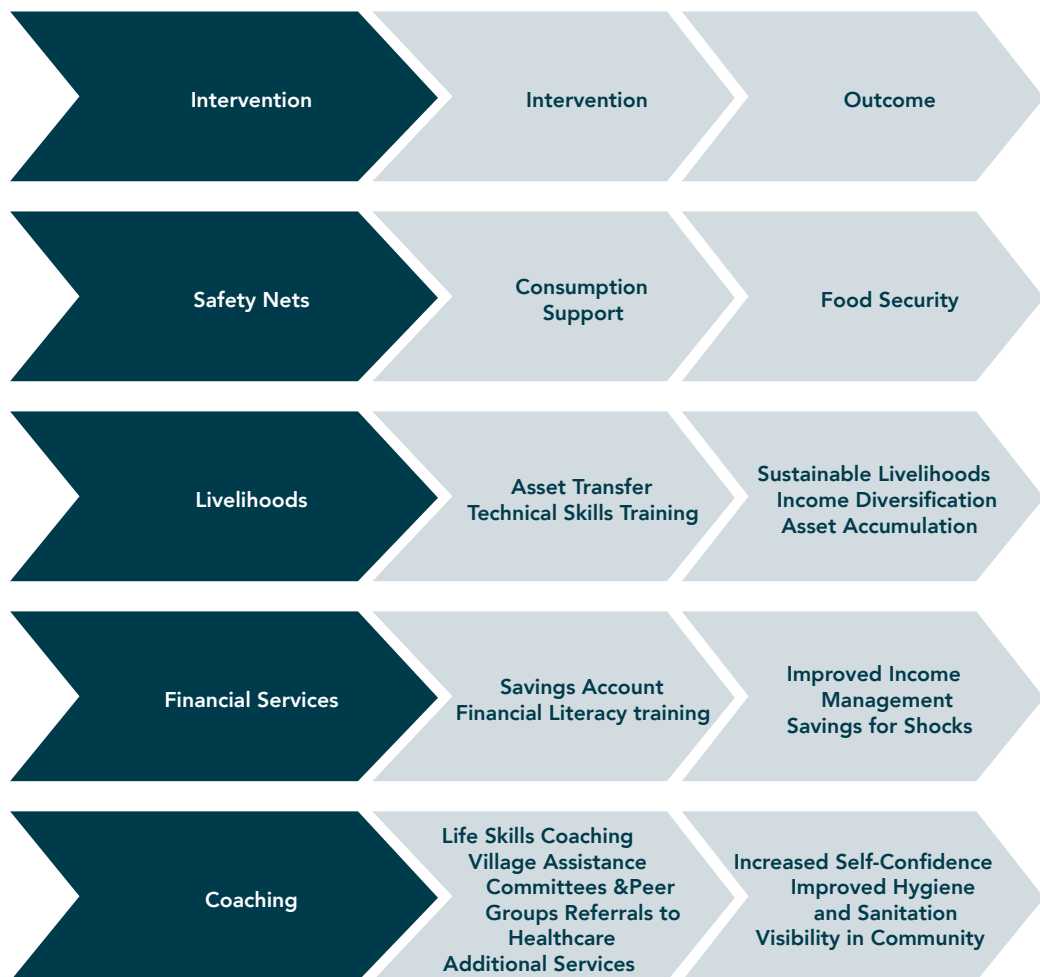 Intervention
Intervention
Outcome
Safety Nets
Consumption
Support
Food Security
Livelihoods
Asset Transfer
Technical Skills Training
Sustainable Livelihoods
Income Diversification
Asset Accumulation
Financial Services
Savings Account
Financial Literacy training
Improved Income
Management
Savings for Shocks
Coaching
Life Skills Coaching
Village Assistance
Committees &Peer
Groups Referrals to
Healthcare
Additional Services
Increased Self-Confidence
Improved Hygiene
and Sanitation
Visibility in Community